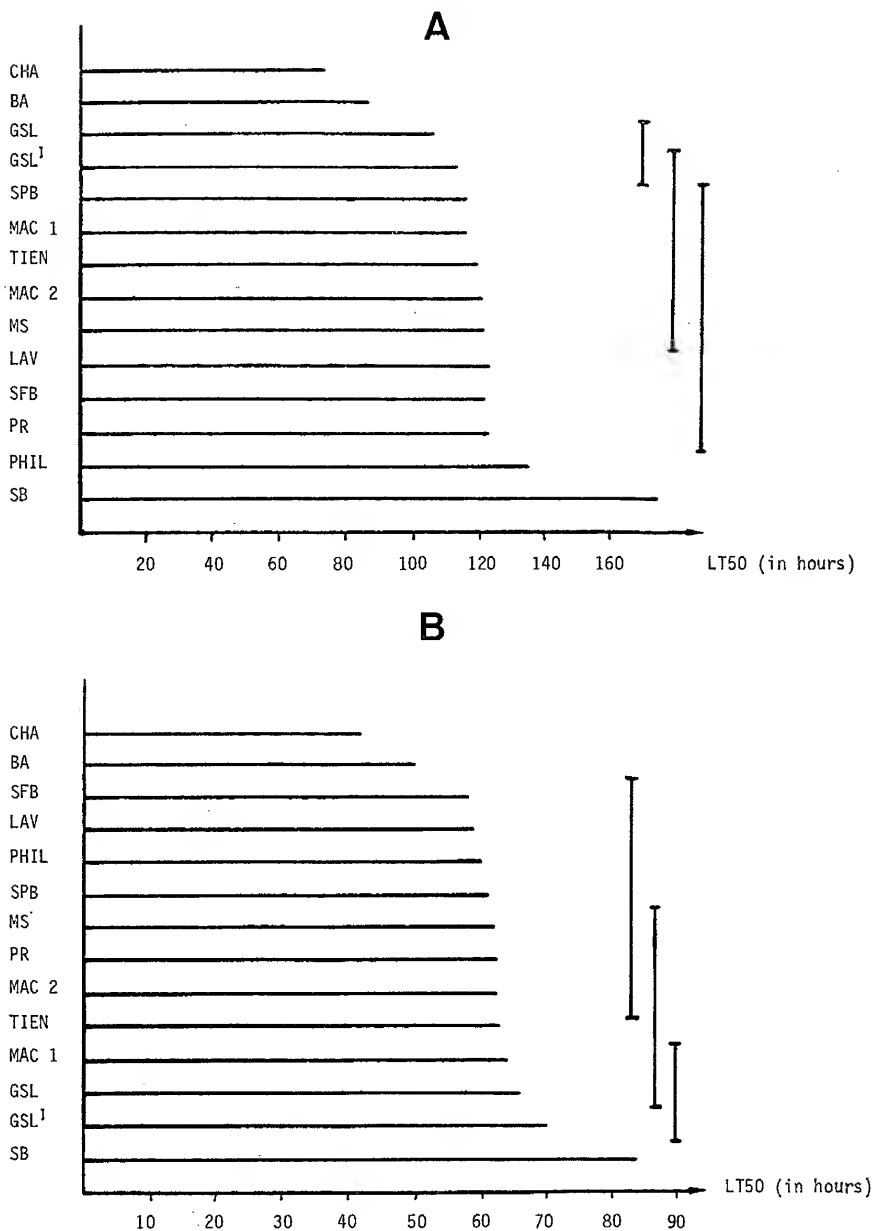 A
CHA
BA
GSL
GSL^I
SPB
MAC 1
TIEN
MAC 2
MS
LAV
SFB
PR
PHIL
SB
20 40 60 80 100 120 140 160 LT50 (in hours)
B
CHA
BA
SFB
LAV
PHIL
SPB
MS
PR
MAC 2
TIEN
MAC 1
GSL
GSL^I
SB
LT50 (in hours)
10 20 30 40 50 60 70 80 90